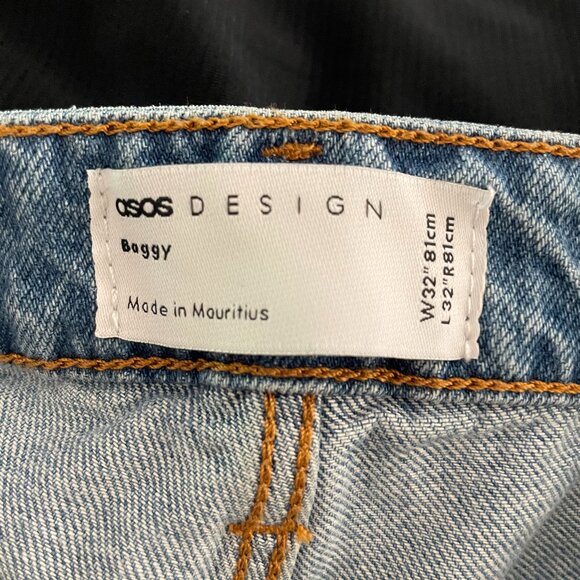 asos DESIGN
Baggy
Made in Mauritius
W32" 81cm
L32"R81cm